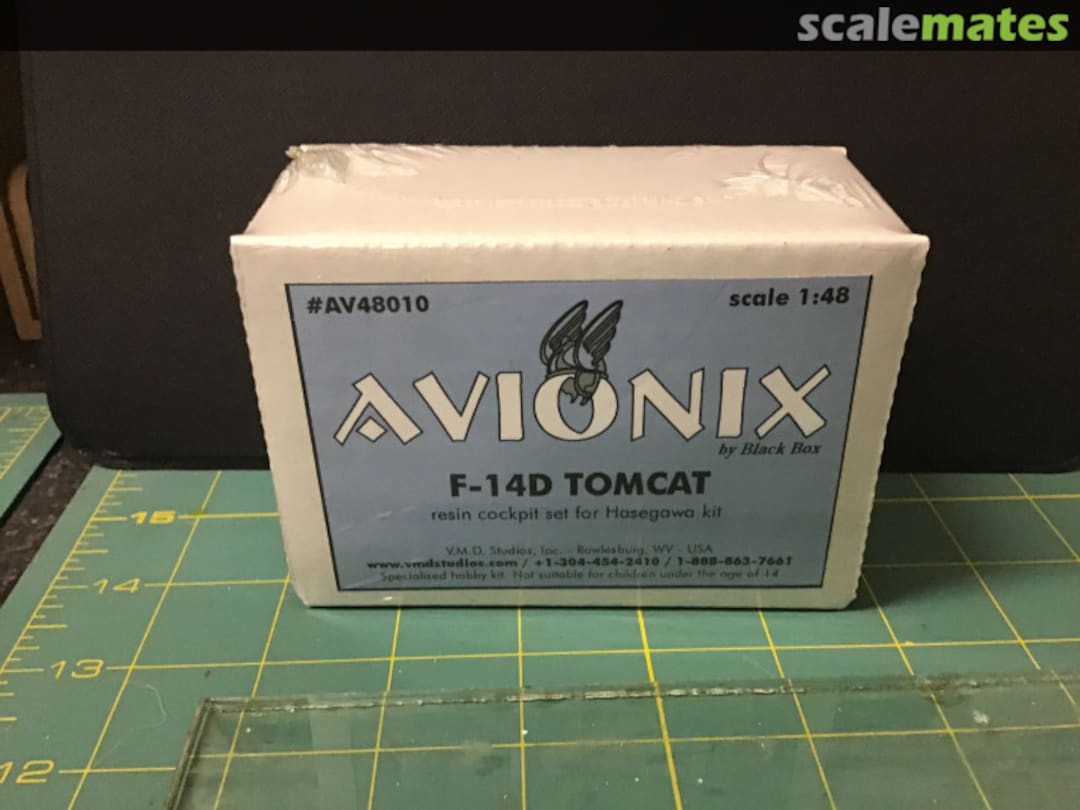 scalemates
#AV48010
scale 1:48
AVIONIX
by Black Box
F-14D TOMCAT
resin cockpit set for Hasegawa kit
V.M.D. Studios, Inc. - Rowlesburg, WV - USA
www.vmdstudios.com / +1-304-454-2410 / 1-888-863-7661
Specialized hobby kit. Not suitable for children under the age of 14
15
14
13
12